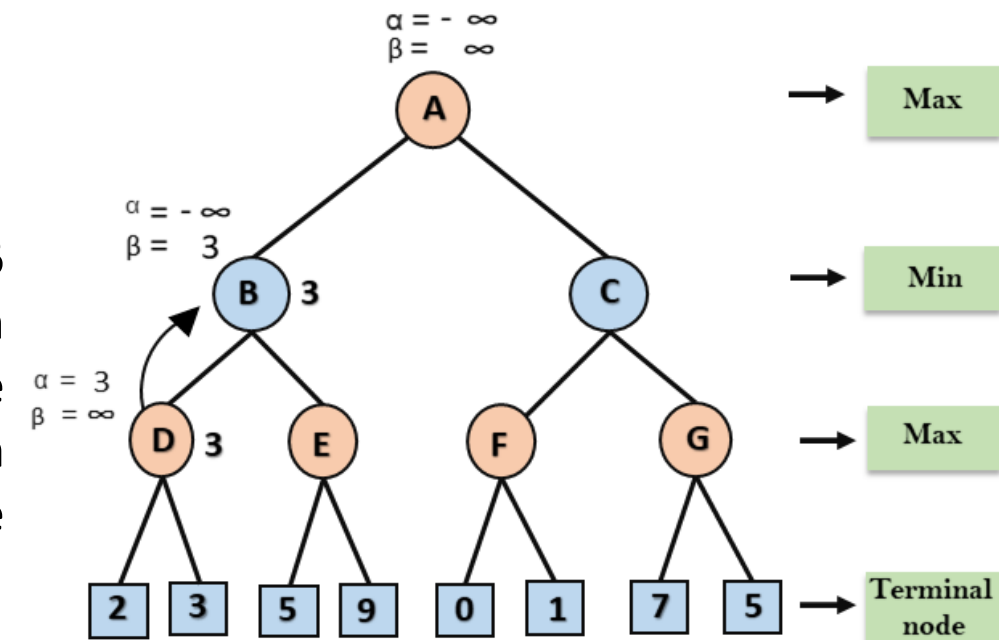 α = - ∞
β = ∞
A
Max
α = - ∞
β = 3
B 3
C
Min
α = 3
β = ∞
D 3
E
F
G
Max
2 3 5 9 0 1 7 5
Terminal
node